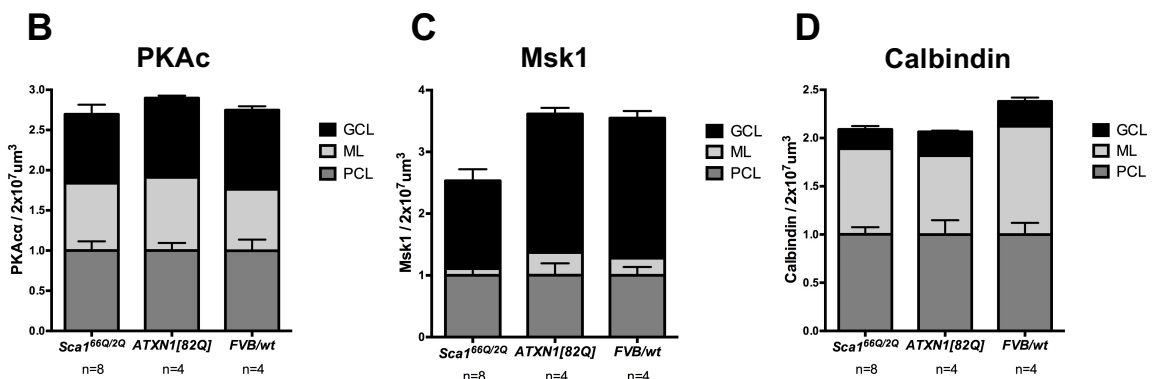 B
PKAc
PKAcα / 2x10⁷um³
3.0
2.5
2.0
1.5
1.0
0.5
0.0
GCL
ML
PCL
Sca1⁶⁶Q/²Q ATXN1[82Q] FVB/wt
n=8 n=4 n=4
C
Msk1
Msk1 / 2x10⁷um³
4
3
2
1
0
GCL
ML
PCL
Sca1⁶⁶Q/²Q ATXN1[82Q] FVB/wt
n=8 n=4 n=4
D
Calbindin
Calbindin / 2x10⁷um³
2.5
2.0
1.5
1.0
0.5
0.0
GCL
ML
PCL
Sca1⁶⁶Q/²Q ATXN1[82Q] FVB/wt
n=8 n=4 n=4